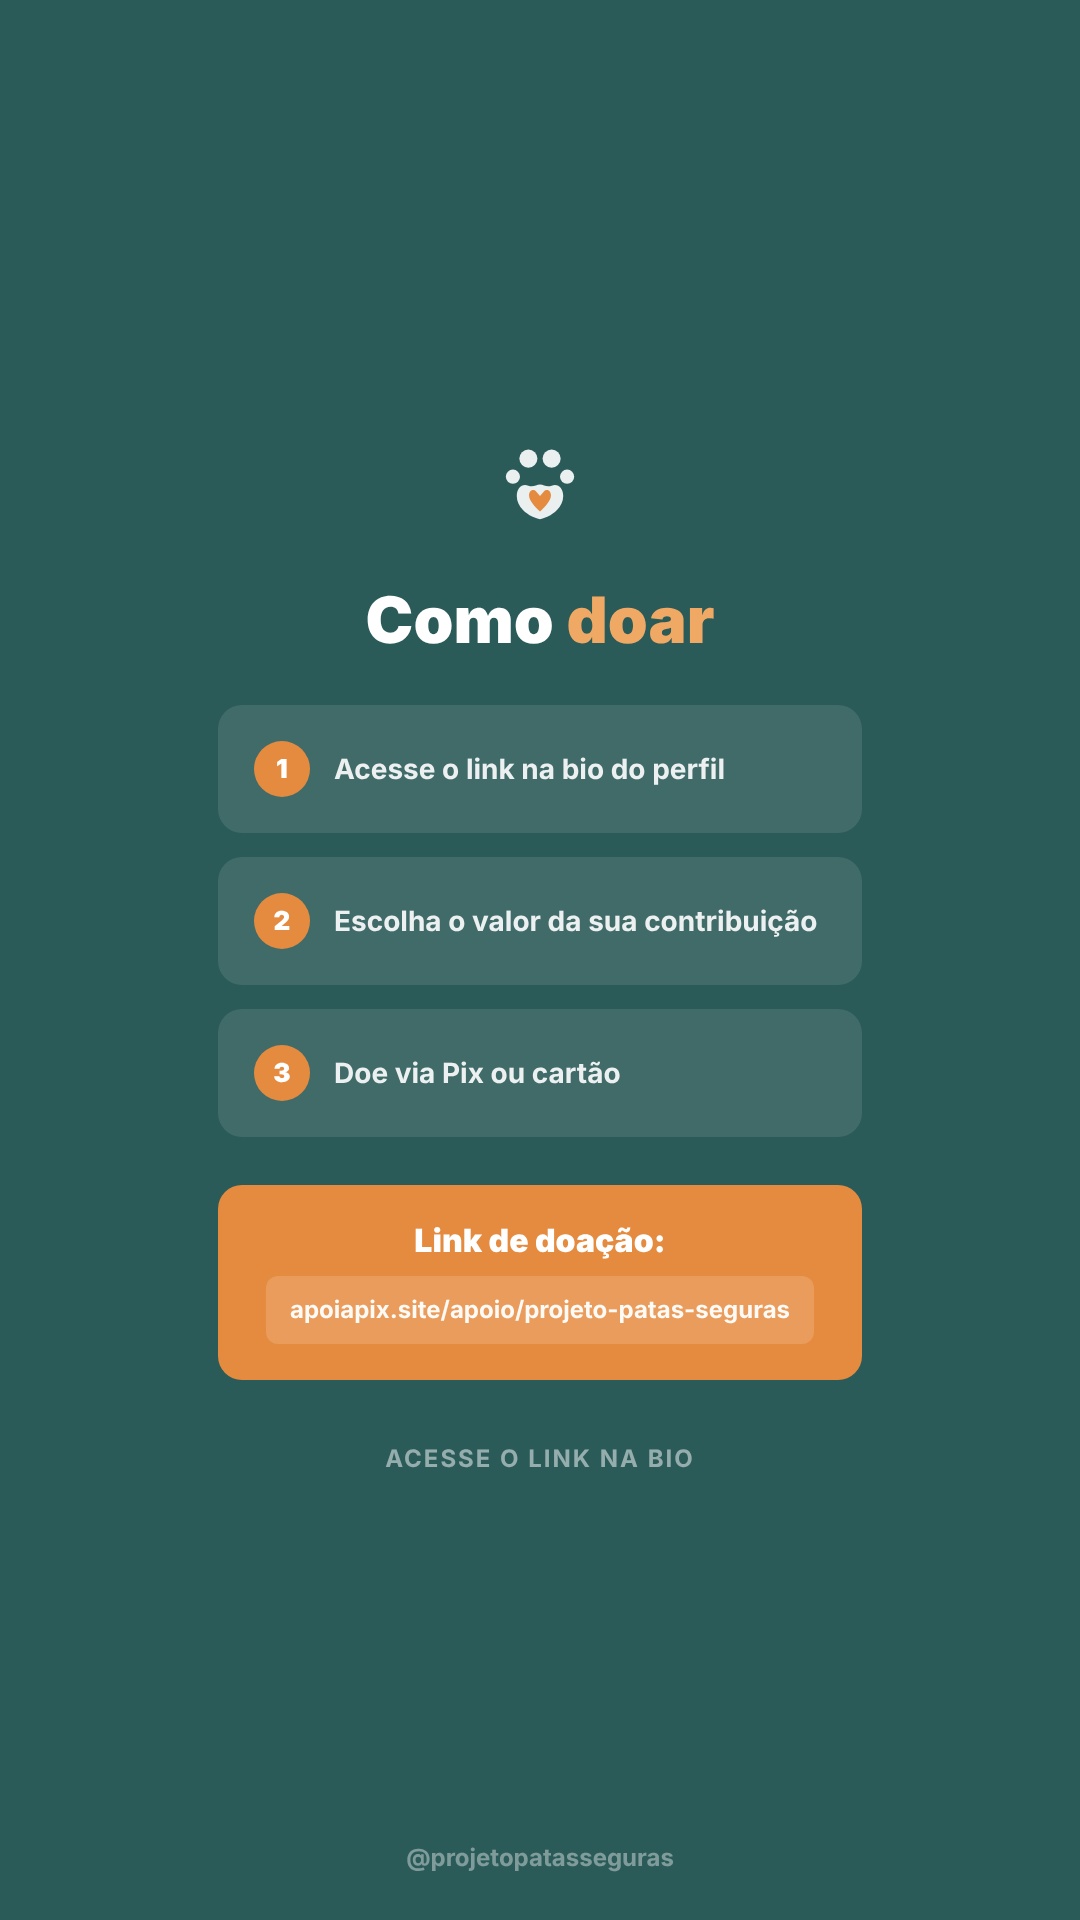 Como doar
1 Acesse o link na bio do perfil
2 Escolha o valor da sua contribuição
3 Doe via Pix ou cartão
Link de doação:
apoiapix.site/apoio/projeto-patas-seguras
ACESSE O LINK NA BIO
@projetopatasseguras